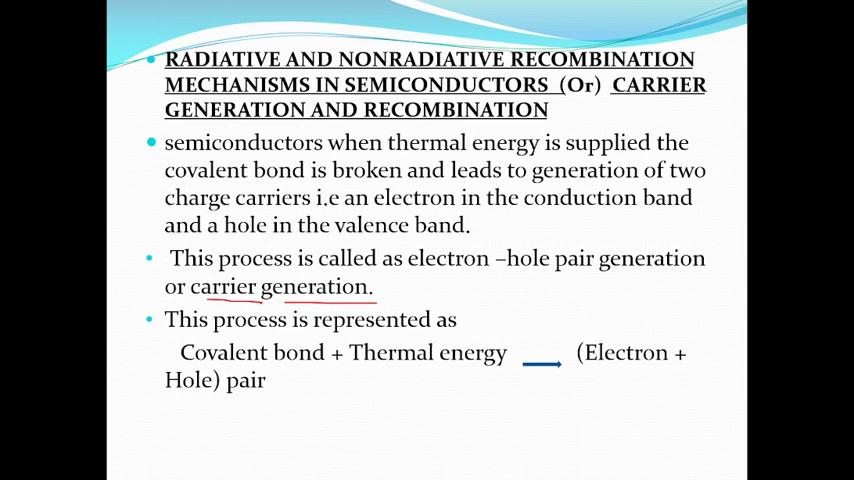 RADIATIVE AND NONRADIATIVE RECOMBINATION
MECHANISMS IN SEMICONDUCTORS (Or) CARRIER
GENERATION AND RECOMBINATION
semiconductors when thermal energy is supplied the
covalent bond is broken and leads to generation of two
charge carriers i.e an electron in the conduction band
and a hole in the valence band.
This process is called as electron –hole pair generation
or carrier generation.
This process is represented as
Covalent bond + Thermal energy (Electron +
Hole) pair